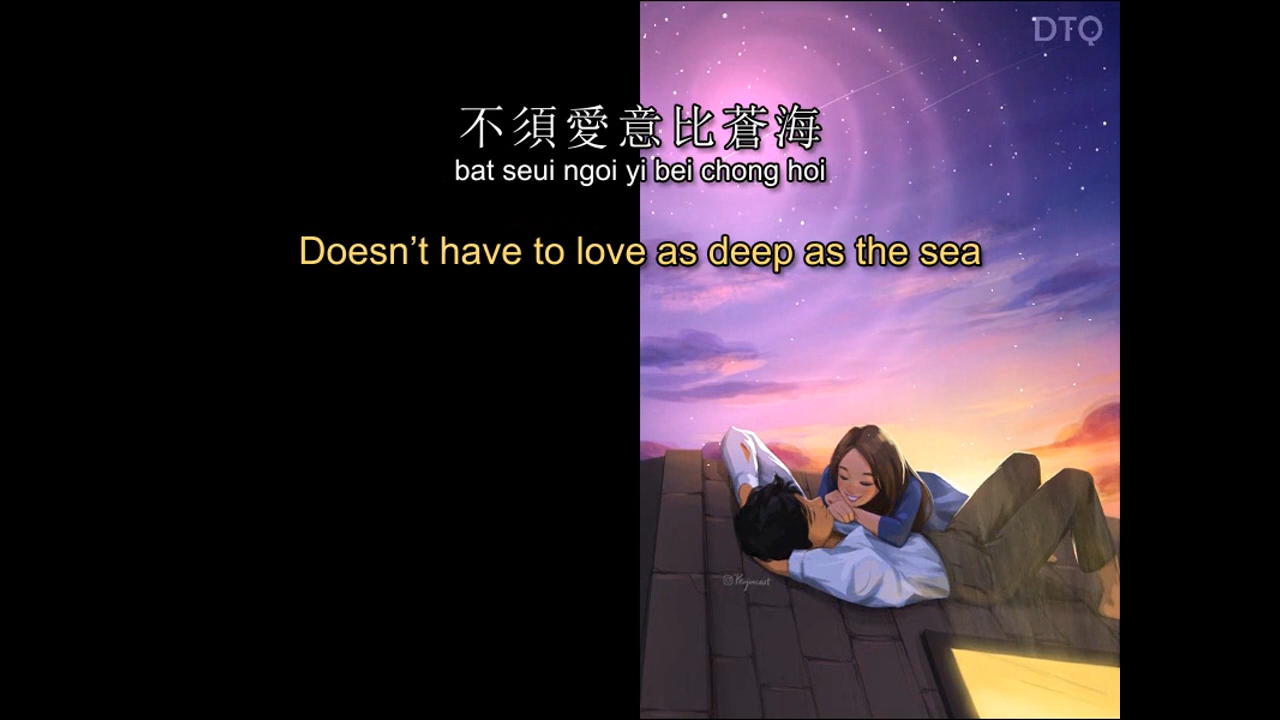 DTQ
不須愛意比蒼海
bat seui ngoi yi bei chong hoi
Doesn't have to love as deep as the sea